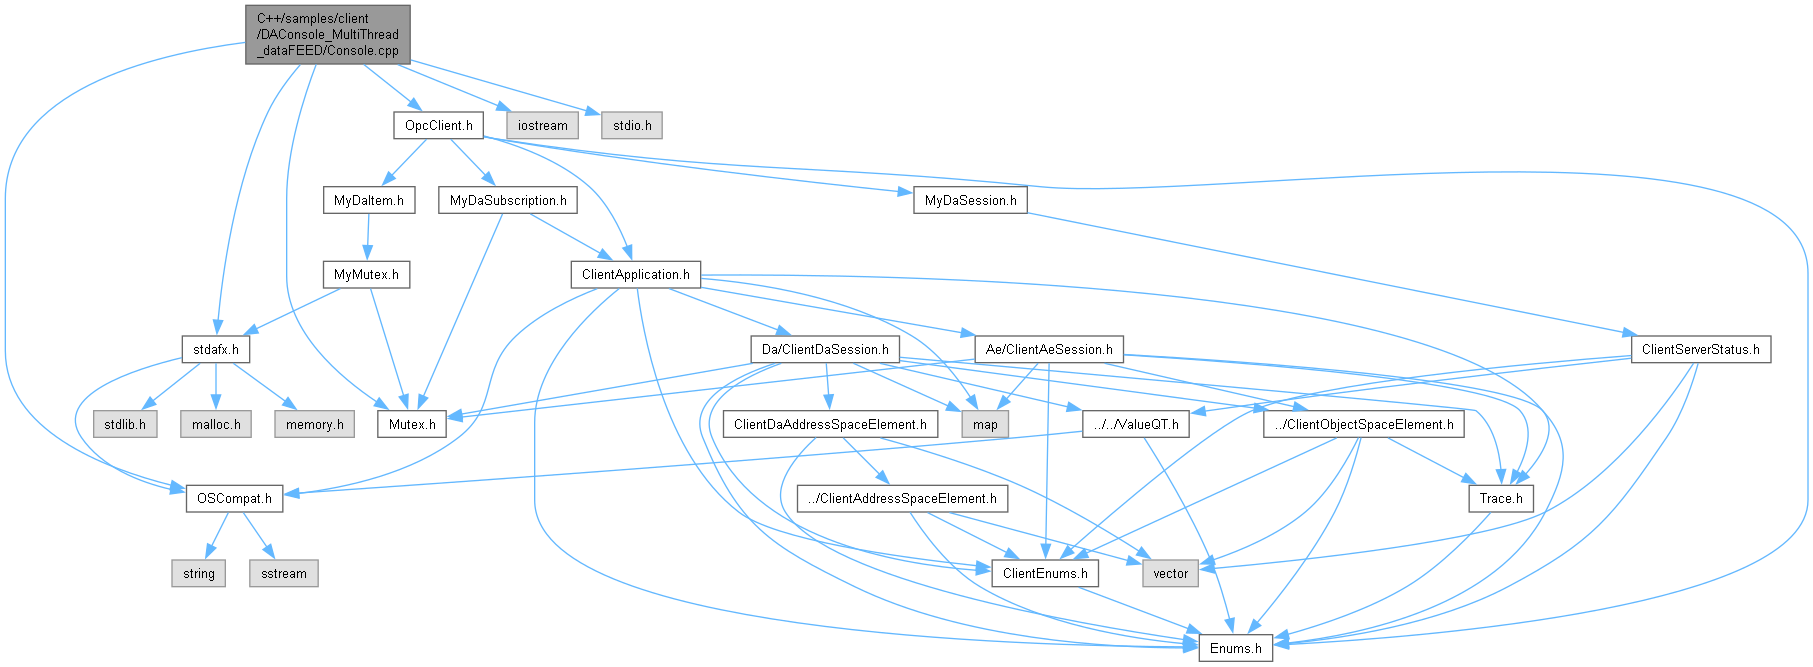 C++/samples/client
/DAConsole_MultiThread
_dataFEED/Console.cpp
OpcClient.h
iostream
stdio.h
MyDaItem.h
MyDaSubscription.h
MyDaSession.h
MyMutex.h
ClientApplication.h
stdafx.h
Da/ClientDaSession.h
Ae/ClientAeSession.h
ClientServerStatus.h
stdlib.h
malloc.h
memory.h
Mutex.h
ClientDaAddressSpaceElement.h
map
../../ValueQT.h
../ClientObjectSpaceElement.h
OSCompat.h
../ClientAddressSpaceElement.h
Trace.h
string
sstream
ClientEnums.h
vector
Enums.h